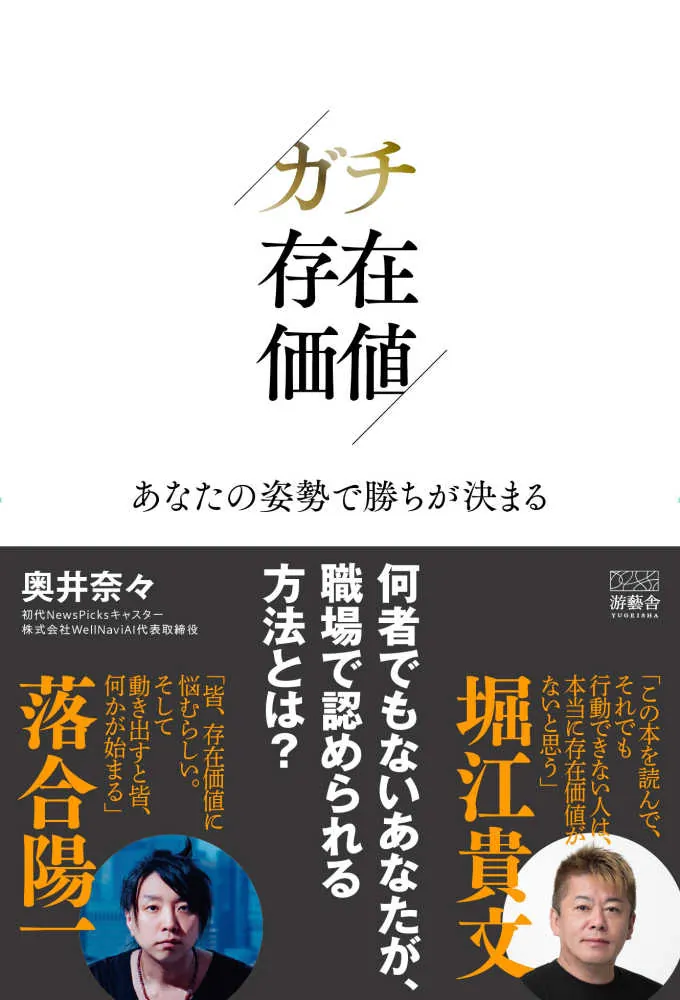 ガチ
存在
価値
あなたの姿勢で勝ちが決まる
奥井奈々
初代NewsPicksキャスター
株式会社WellNaviAI代表取締役
游藝舎
YUGEISHA
何者でもないあなたが、
職場で認められる
方法とは?
「この本を読んで、
それでも
行動できない人は、
本当に存在価値が
ないと思う」
堀江貴文
「皆、存在価値に
悩むらしい。
そして
動き出すと皆、
何かが始まる」
落合陽一